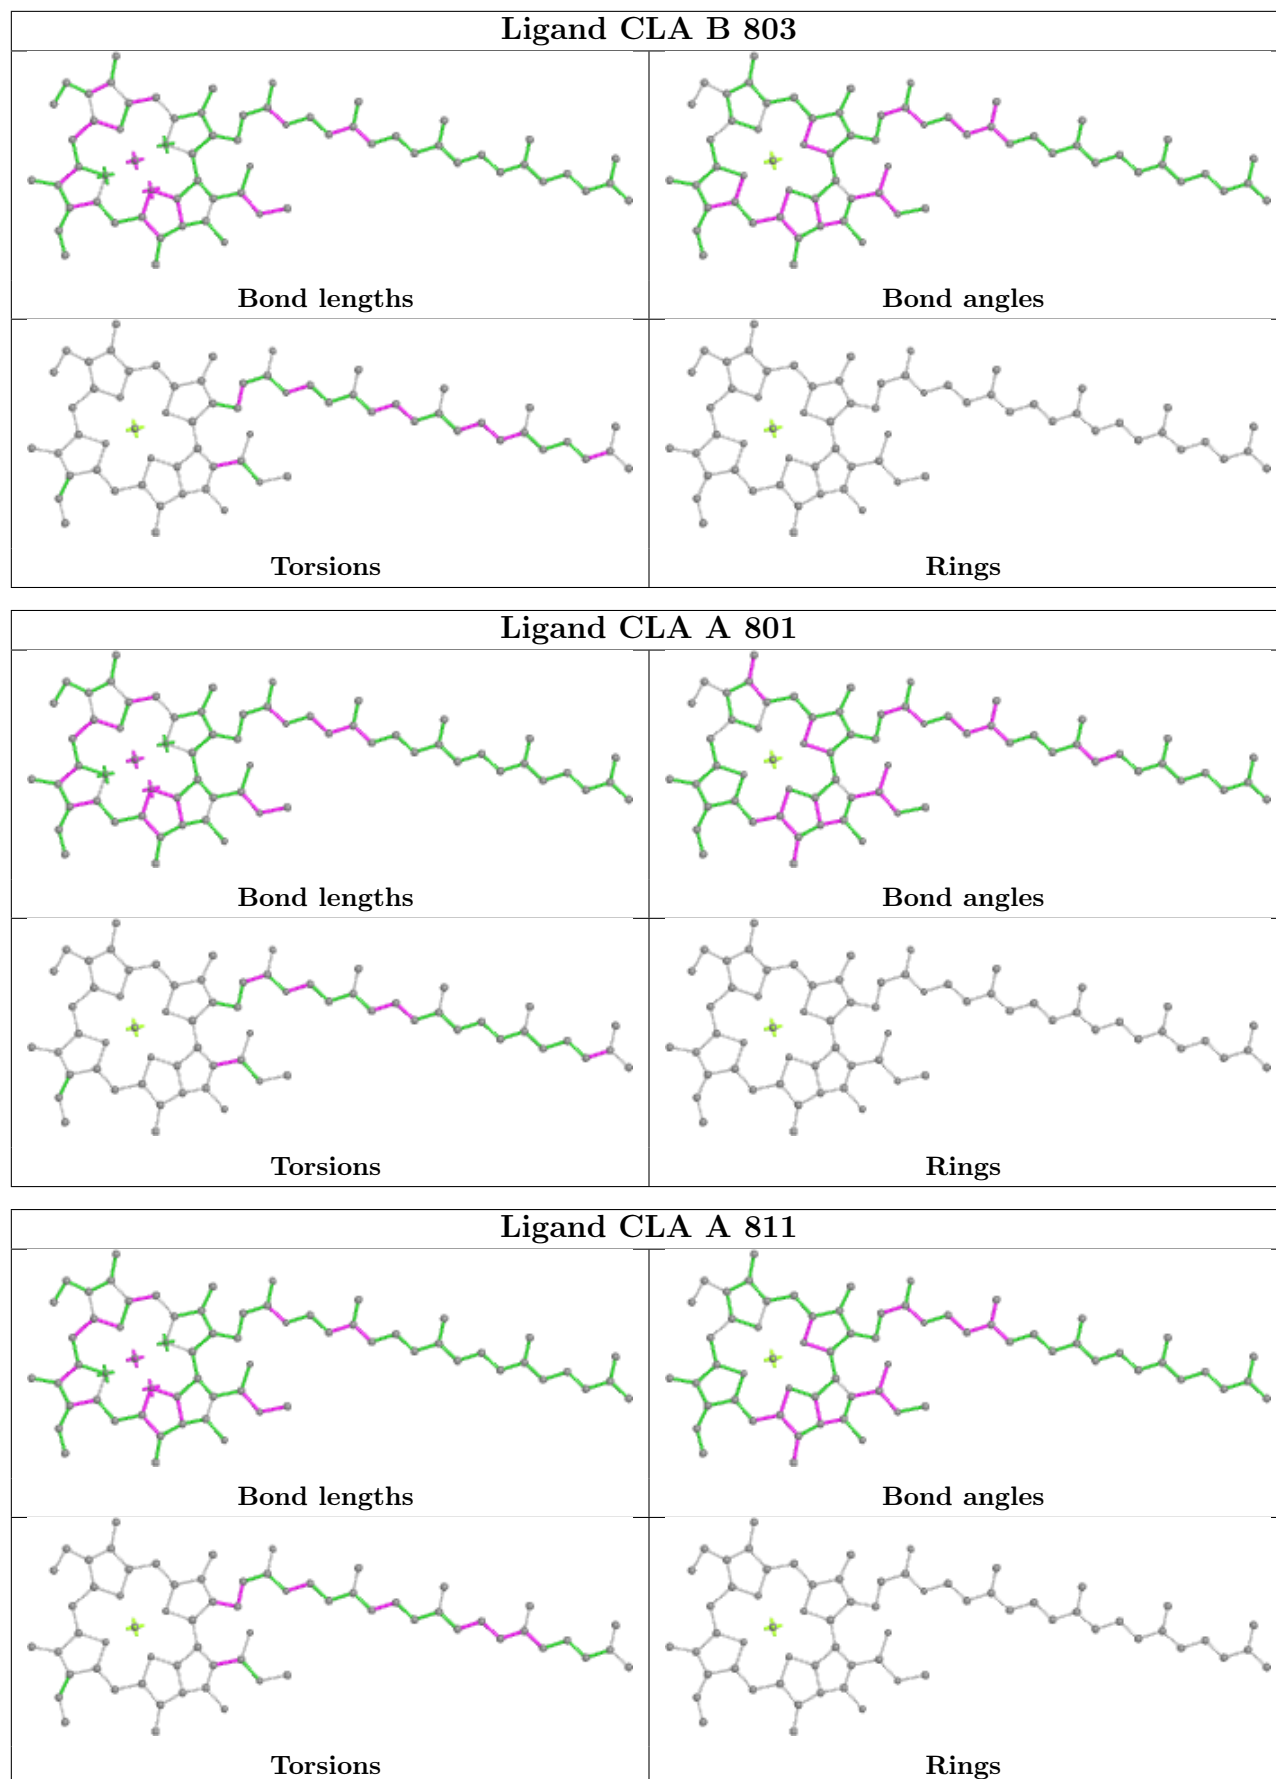 Ligand CLA B 803
Bond lengths
Bond angles
Torsions
Rings
Ligand CLA A 801
Bond lengths
Bond angles
Torsions
Rings
Ligand CLA A 811
Bond lengths
Bond angles
Torsions
Rings